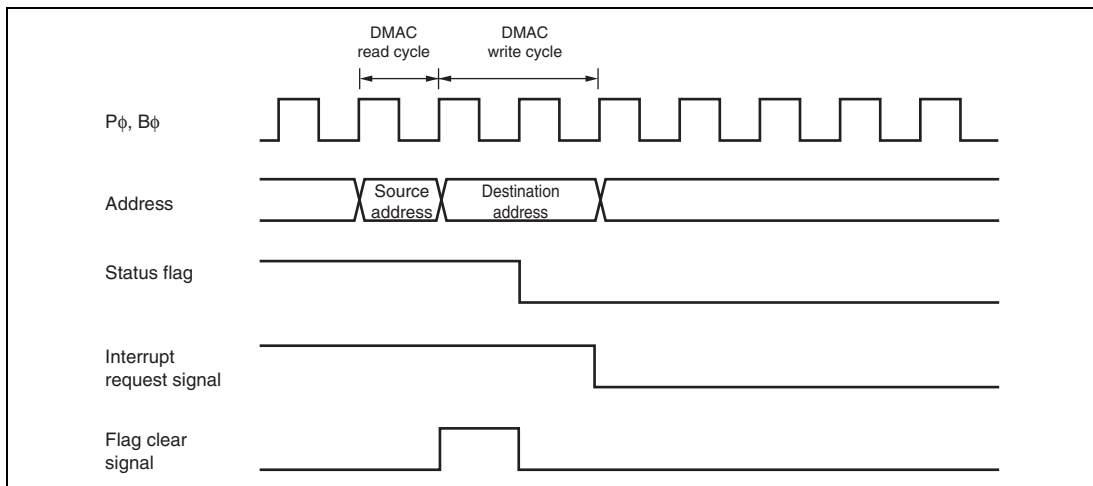 DMAC
read cycle
DMAC
write cycle
Pϕ, Bϕ
Address
Source
address
Destination
address
Status flag
Interrupt
request signal
Flag clear
signal